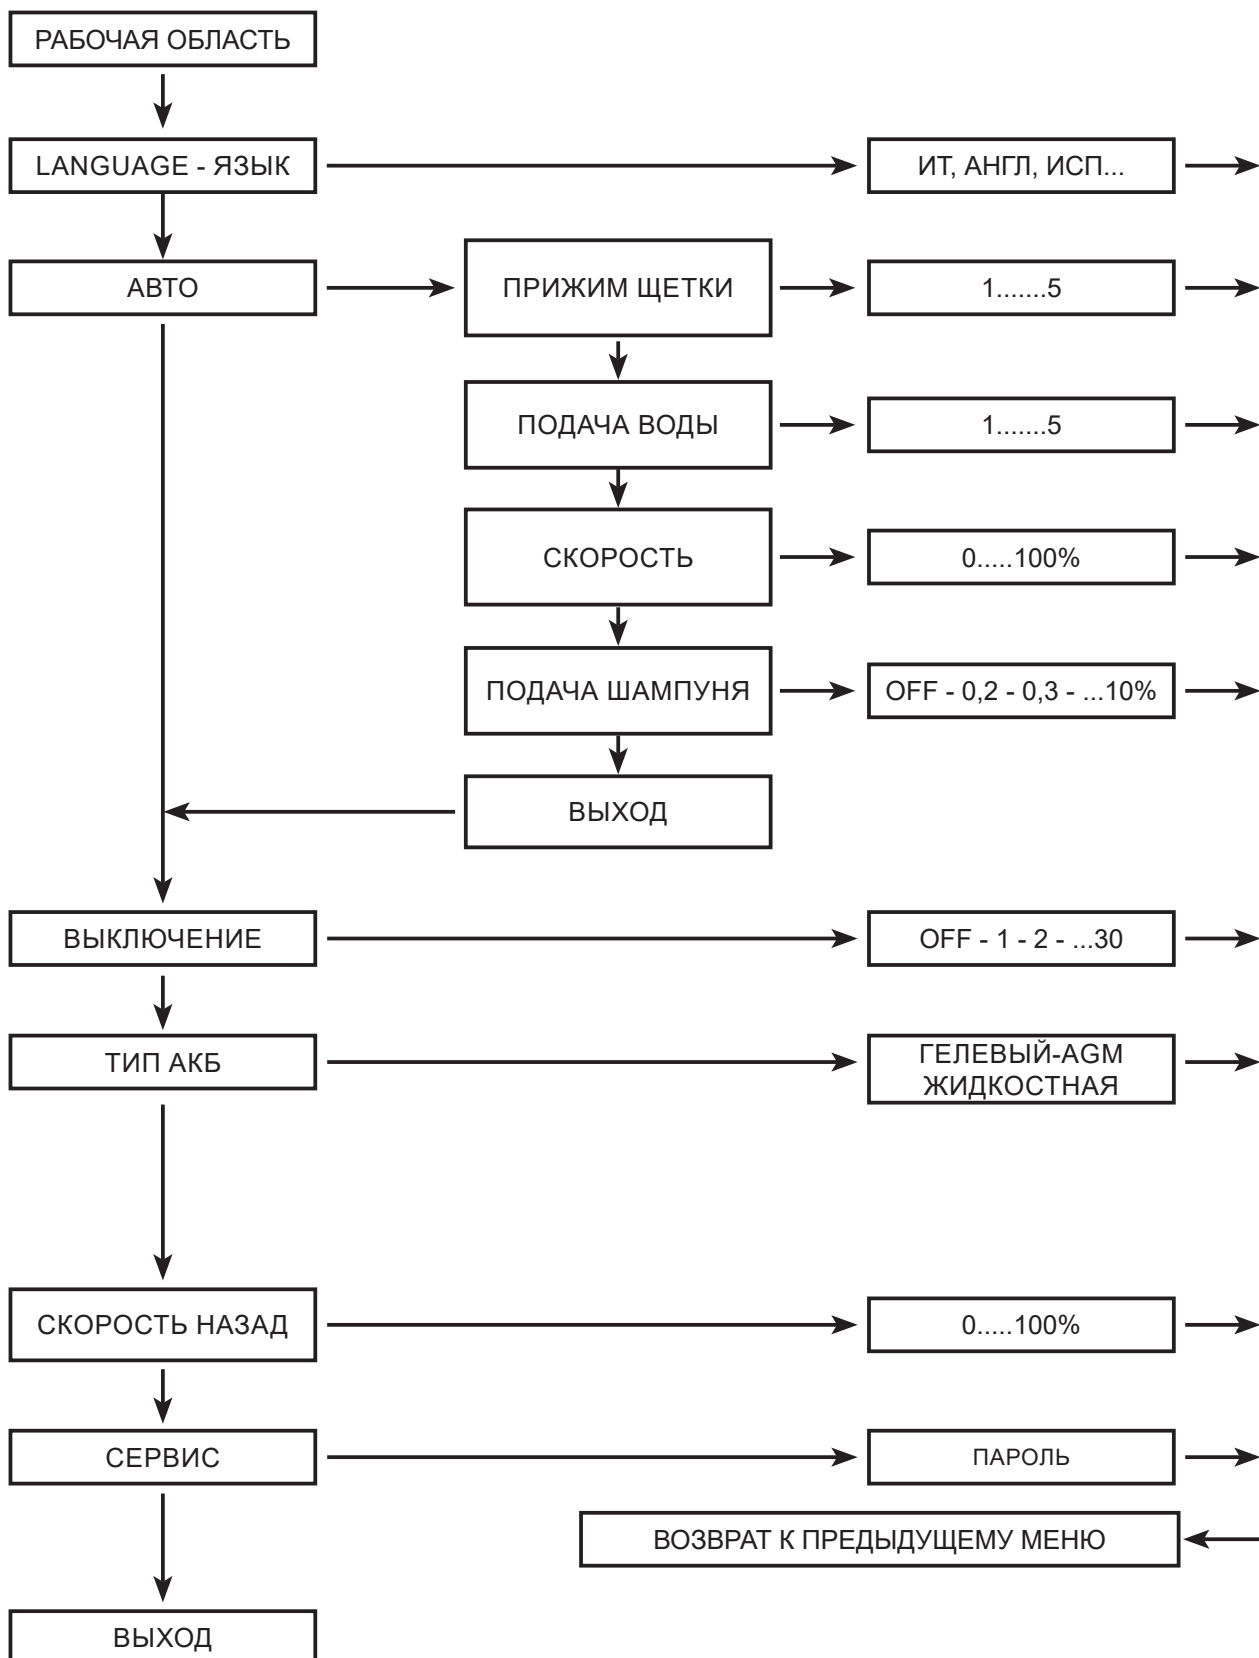 РАБОЧАЯ ОБЛАСТЬ
LANGUAGE - ЯЗЫК
ИТ, АНГЛ, ИСП...
АВТО
ПРИЖИМ ЩЕТКИ
1.......5
ПОДАЧА ВОДЫ
1.......5
СКОРОСТЬ
0.....100%
ПОДАЧА ШАМПУНЯ
OFF - 0,2 - 0,3 - ...10%
ВЫХОД
ВЫКЛЮЧЕНИЕ
OFF - 1 - 2 - ...30
ТИП АКБ
ГЕЛЕВЫЙ-AGM
ЖИДКОСТНАЯ
СКОРОСТЬ НАЗАД
0.....100%
СЕРВИС
ПАРОЛЬ
ВОЗВРАТ К ПРЕДЫДУЩЕМУ МЕНЮ
ВЫХОД